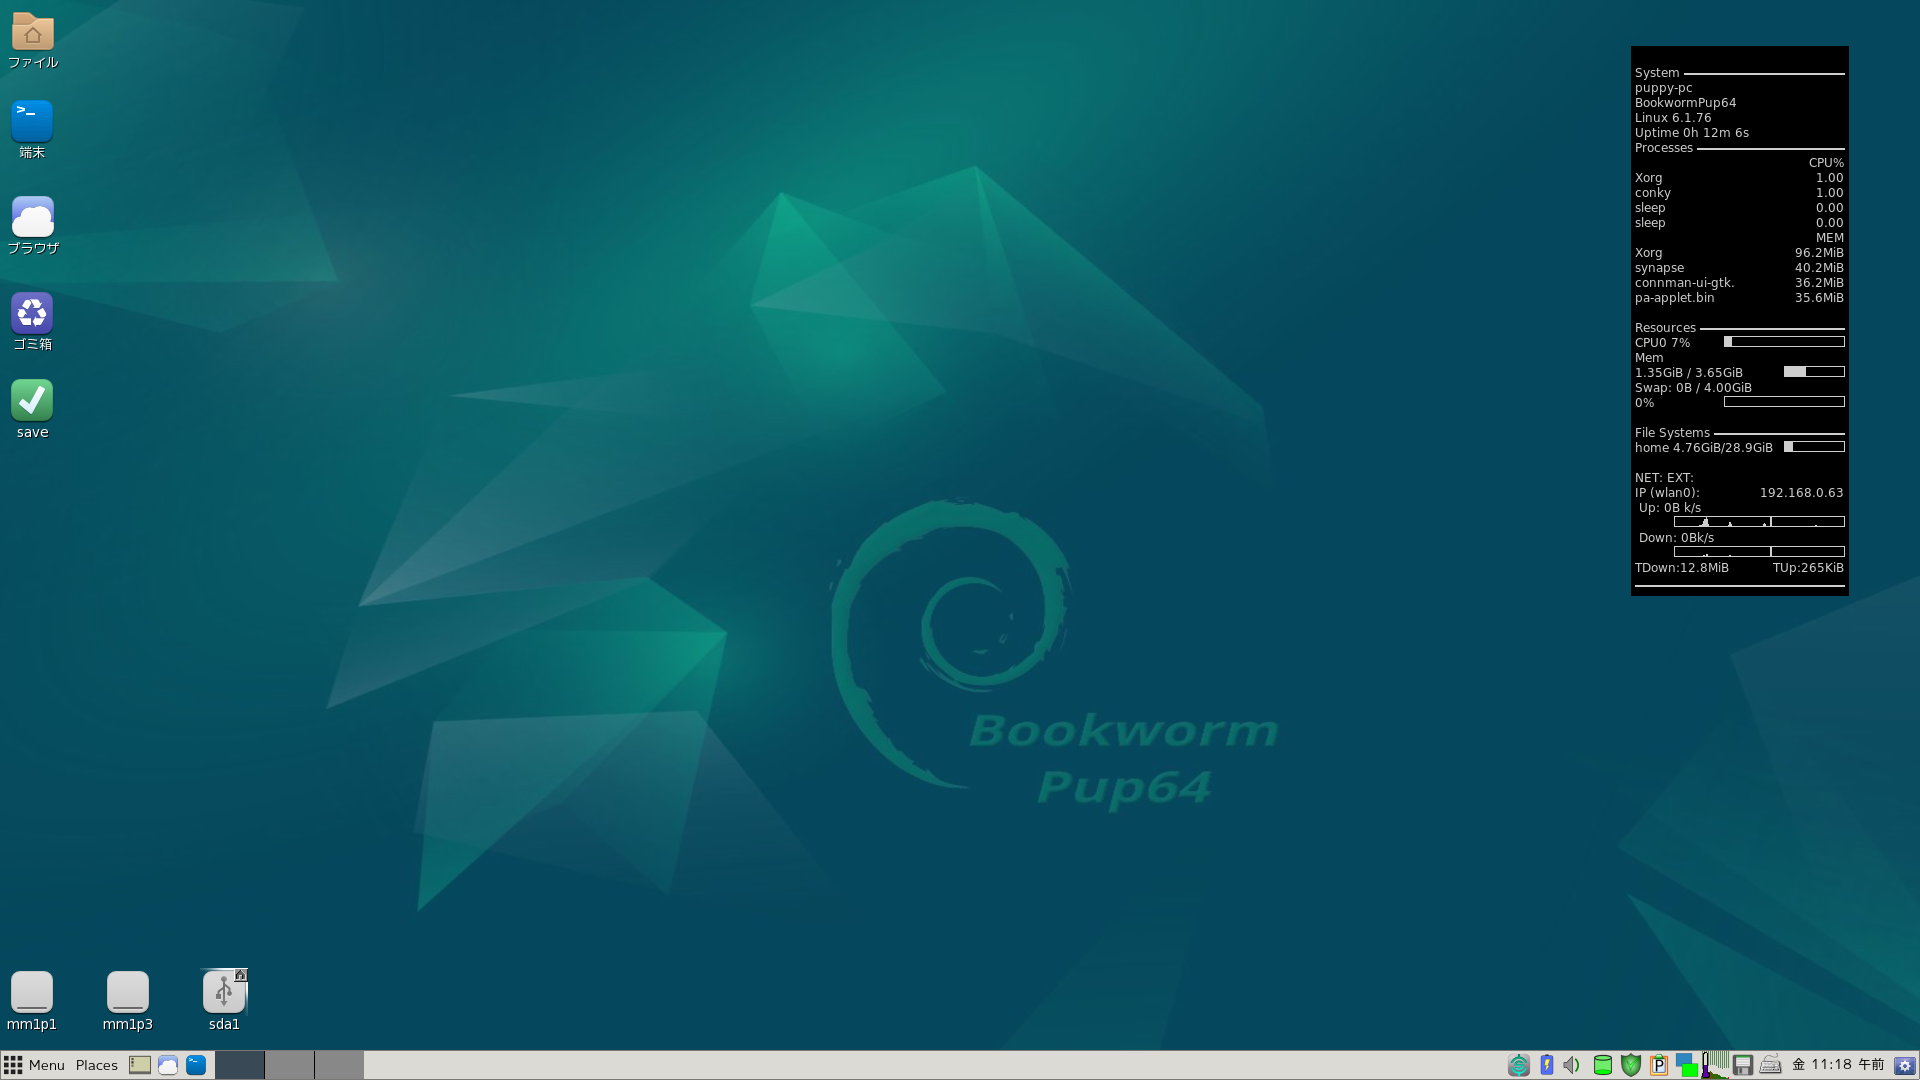 ファイル
端末
ブラウザ
ゴミ箱
save
System
puppy-pc
BookwormPup64
Linux 6.1.76
Uptime 0h 12m 6s
Processes
CPU%
Xorg 1.00
conky 1.00
sleep 0.00
sleep 0.00
MEM
Xorg 96.2MiB
synapse 40.2MiB
connman-ui-gtk. 36.2MiB
pa-applet.bin 35.6MiB
Resources
CPU0 7%
Mem
1.35GiB / 3.65GiB
Swap: 0B / 4.00GiB
0%
File Systems
home 4.76GiB/28.9GiB
NET: EXT:
IP (wlan0): 192.168.0.63
Up: 0B k/s
Down: 0Bk/s
TDown:12.8MiB TUp:265KiB
Bookworm
Pup64
mm1p1 mm1p3 sda1
Menu Places 金 11:18 午前